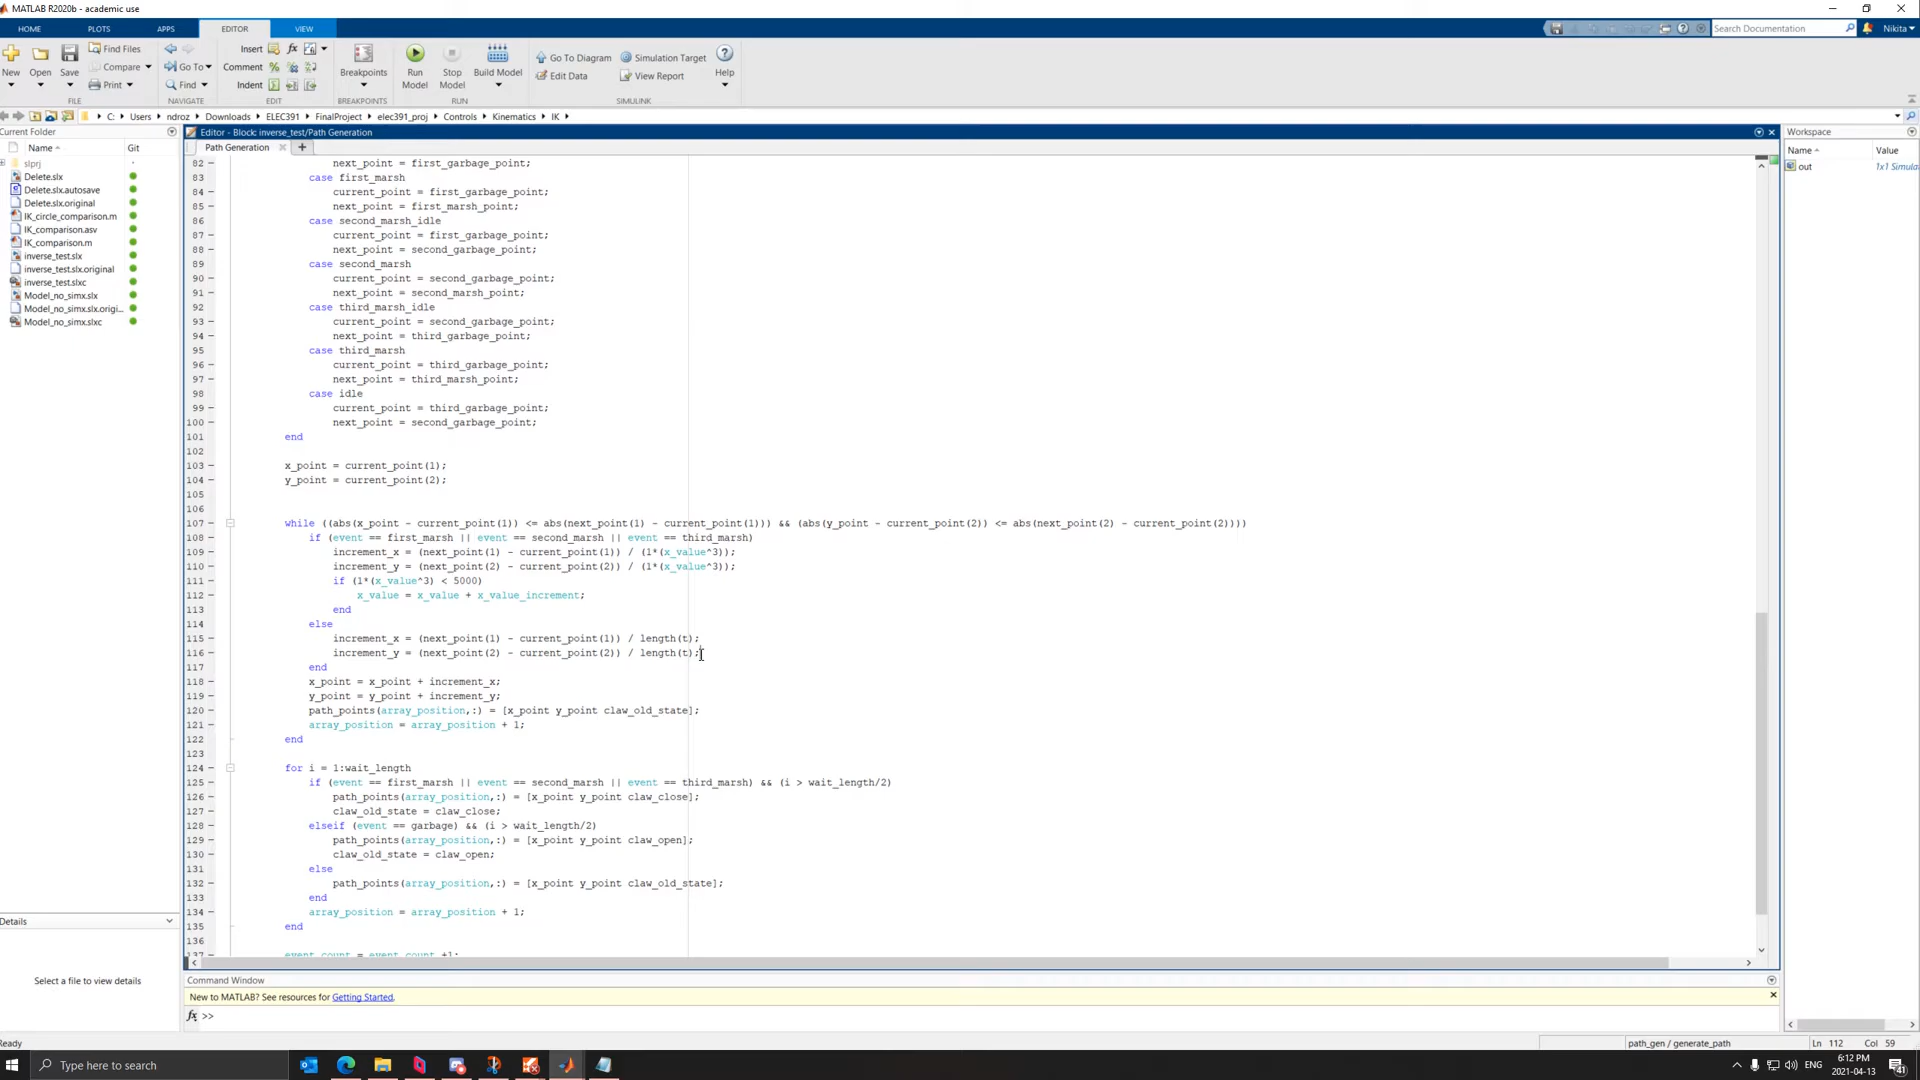 MATLAB R2020b - academic use
HOME PLOTS APPS EDITOR VIEW
Search Documentation
Nikita
New Open Save
Find Files
Compare
Print
Go To
Find
Insert
Comment
Indent
Breakpoints
Run Model
Stop Model
Build Model
Go To Diagram
Edit Data
Simulation Target
View Report
Help
FILE NAVIGATE EDIT BREAKPOINTS RUN SIMULINK
C: Users ndroz Downloads ELEC391 FinalProject elec391_proj Controls Kinematics IK
Current Folder
Name Git
slprj
Delete.slx
Delete.slx.autosave
Delete.slx.original
IK_circle_comparison.m
IK_comparison.asv
IK_comparison.m
inverse_test.slx
inverse_test.slx.original
inverse_test.slxc
Model_no_simx.slx
Model_no_simx.slx.origi...
Model_no_simx.slxc
Details
Select a file to view details
Editor - Block: inverse_test/Path Generation
Path Generation
82 next_point = first_garbage_point;
83 case first_marsh
84 current_point = first_garbage_point;
85 next_point = first_marsh_point;
86 case second_marsh_idle
87 current_point = first_garbage_point;
88 next_point = second_garbage_point;
89 case second_marsh
90 current_point = second_garbage_point;
91 next_point = second_marsh_point;
92 case third_marsh_idle
93 current_point = second_garbage_point;
94 next_point = third_garbage_point;
95 case third_marsh
96 current_point = third_garbage_point;
97 next_point = third_marsh_point;
98 case idle
99 current_point = third_garbage_point;
100 next_point = second_garbage_point;
101 end
102
103 x_point = current_point(1);
104 y_point = current_point(2);
105
106
107 while ((abs(x_point - current_point(1)) <= abs(next_point(1) - current_point(1))) && (abs(y_point - current_point(2)) <= abs(next_point(2) - current_point(2))))
108 if (event == first_marsh || event == second_marsh || event == third_marsh)
109 increment_x = (next_point(1) - current_point(1)) / (1*(x_value^3));
110 increment_y = (next_point(2) - current_point(2)) / (1*(x_value^3));
111 if (1*(x_value^3) < 5000)
112 x_value = x_value + x_value_increment;
113 end
114 else
115 increment_x = (next_point(1) - current_point(1)) / length(t);
116 increment_y = (next_point(2) - current_point(2)) / length(t);
117 end
118 x_point = x_point + increment_x;
119 y_point = y_point + increment_y;
120 path_points(array_position,:) = [x_point y_point claw_old_state];
121 array_position = array_position + 1;
122 end
123
124 for i = 1:wait_length
125 if (event == first_marsh || event == second_marsh || event == third_marsh) && (i > wait_length/2)
126 path_points(array_position,:) = [x_point y_point claw_close];
127 claw_old_state = claw_close;
128 elseif (event == garbage) && (i > wait_length/2)
129 path_points(array_position,:) = [x_point y_point claw_open];
130 claw_old_state = claw_open;
131 else
132 path_points(array_position,:) = [x_point y_point claw_old_state];
133 end
134 array_position = array_position + 1;
135 end
136
137 event_count = event_count +1;
Workspace
Name Value
out 1x1 Simula
Command Window
New to MATLAB? See resources for Getting Started.
fx >>
Ready
path_gen / generate_path
Ln 112 Col 59
Type here to search
ENG
6:12 PM
2021-04-13
41